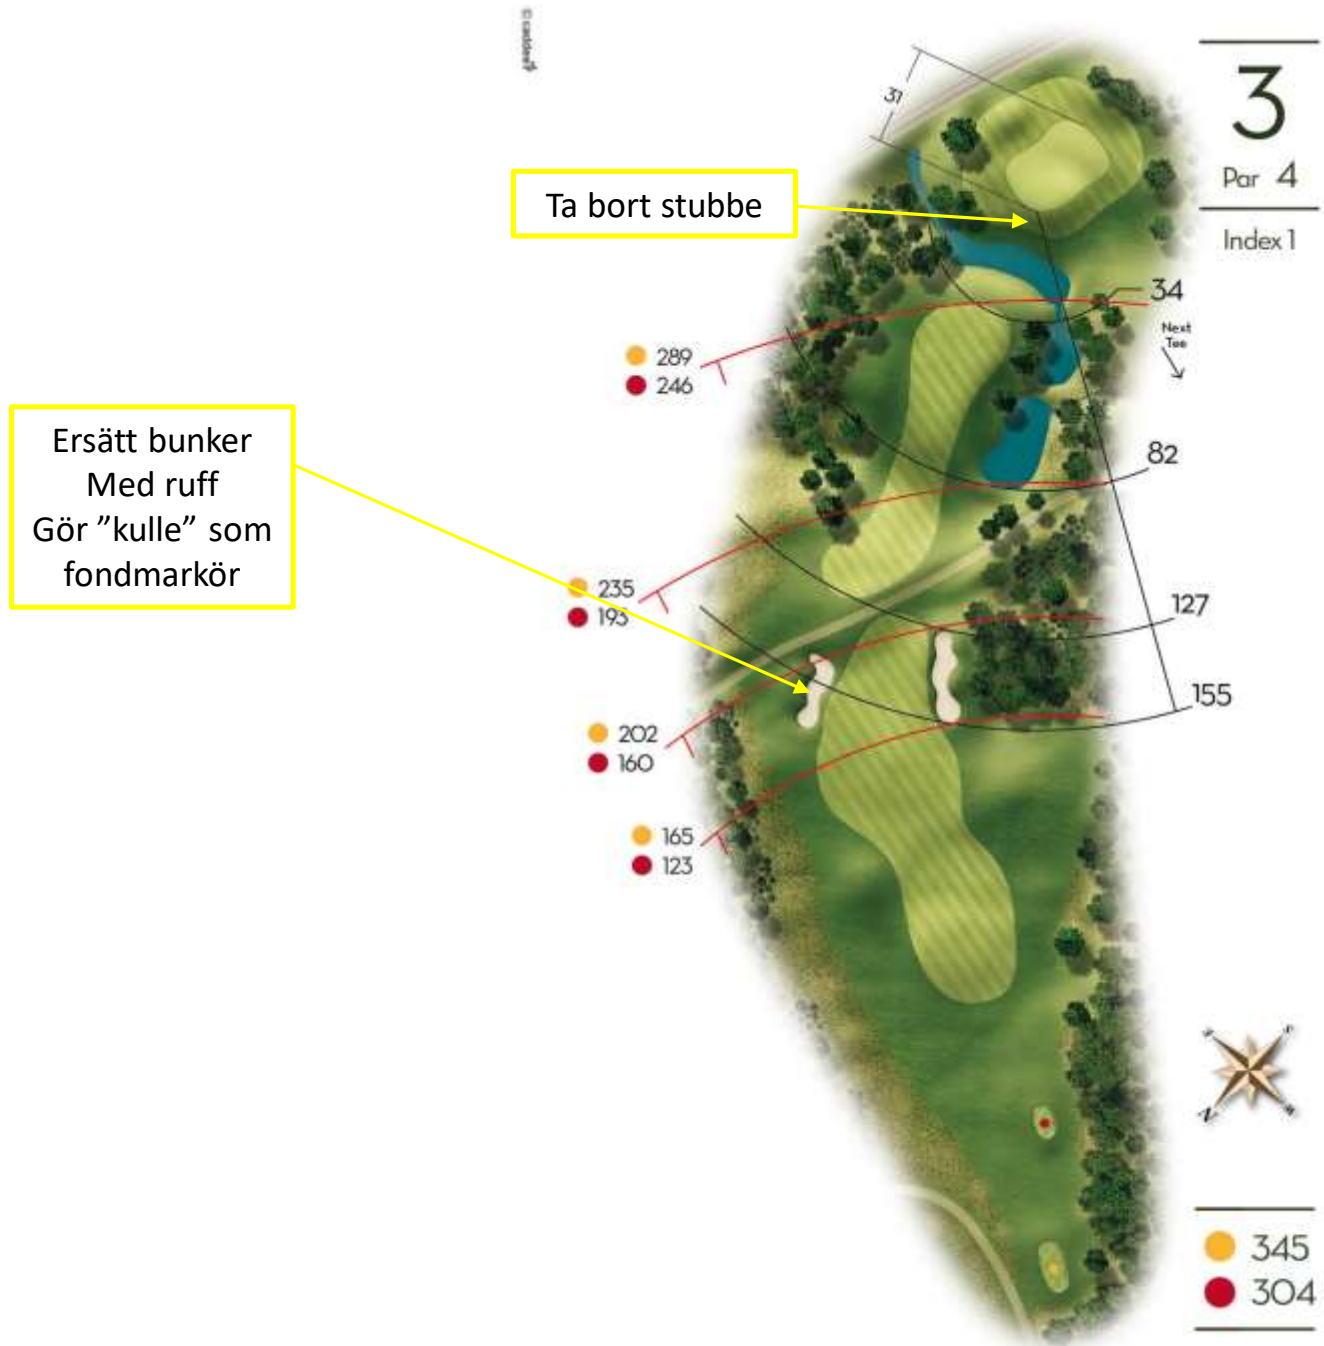 © caddee
31
3
Par 4
Index 1
Ta bort stubbe
34
Next
Tee
289
246
Ersätt bunker
Med ruff
Gör ”kulle” som
fondmarkör
82
235
193
127
155
202
160
165
123
S
N
345
304